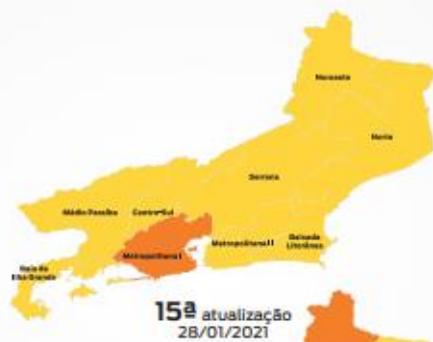 Noroeste
Norte
Serrana
Médio Paraíba
Centro-Sul
Baixada
Litorânea
Metropolitana II
Metropolitana I
Baía da
Ilha Grande
15ª atualização
28/01/2021